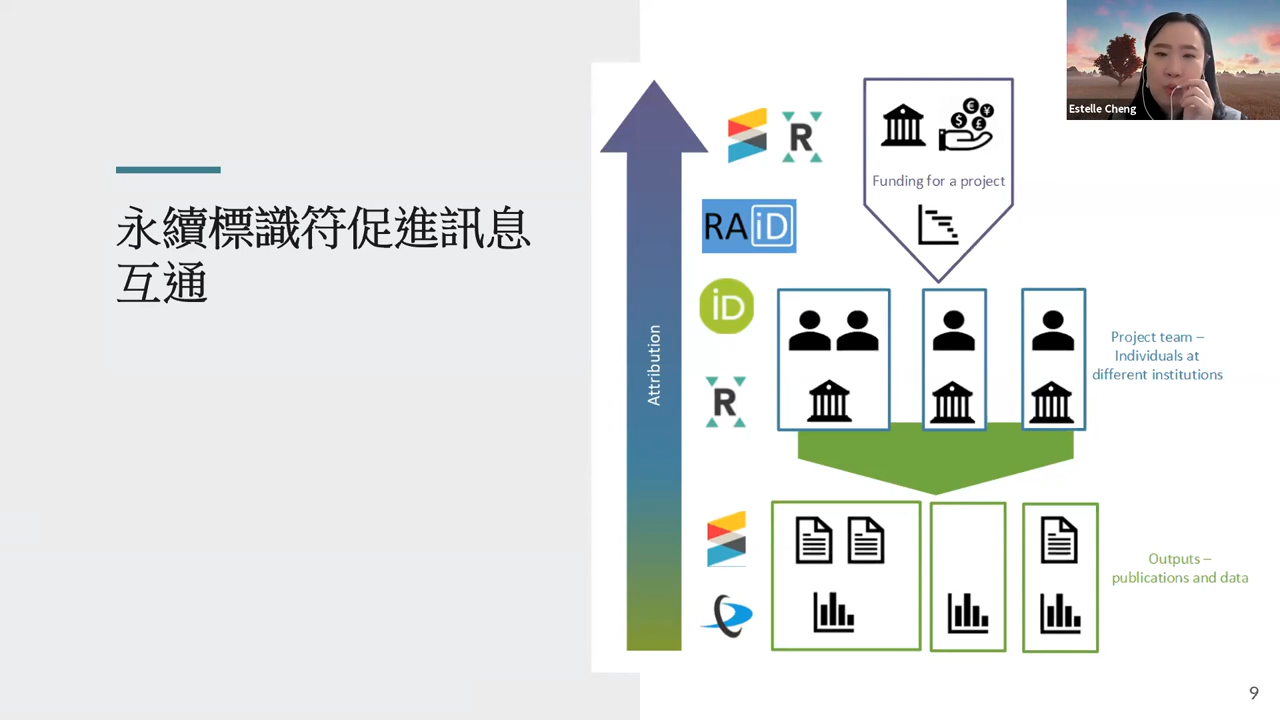 永續標識符促進訊息
互通
Attribution
R
RAiD
iD
R
Funding for a project
Project team –
Individuals at
different institutions
Outputs –
publications and data
Estelle Cheng
9